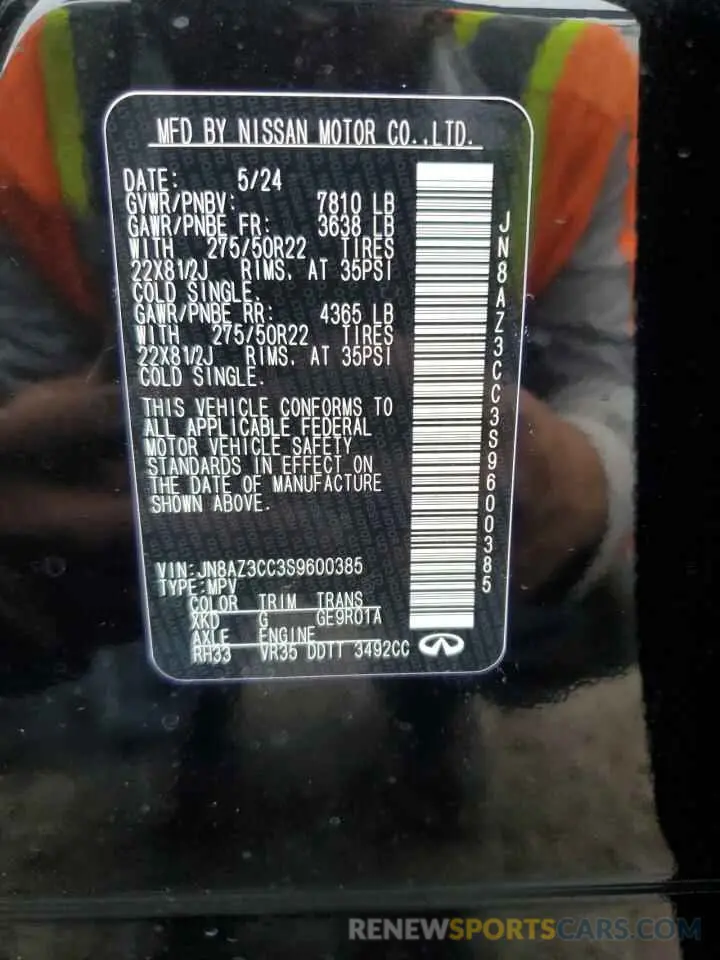 MFD BY NISSAN MOTOR CO.,LTD.
DATE: 5/24
GVWR/PNBV: 7810 LB
GAWR/PNBE FR: 3638 LB
WITH 275/50R22 TIRES
22X81/2J RIMS. AT 35PSI
COLD SINGLE.
GAWR/PNBE RR: 4365 LB
WITH 275/50R22 TIRES
22X81/2J RIMS. AT 35PSI
COLD SINGLE.
THIS VEHICLE CONFORMS TO
ALL APPLICABLE FEDERAL
MOTOR VEHICLE SAFETY
STANDARDS IN EFFECT ON
THE DATE OF MANUFACTURE
SHOWN ABOVE.
VIN:JN8AZ3CC3S9600385
TYPE:MPV
COLOR TRIM TRANS
XKD G GE9R01A
AXLE ENGINE
RH33 VR35 DDTT 3492CC
JN8AZ3CC3S9600385
RENEWSPORTSCARS.COM